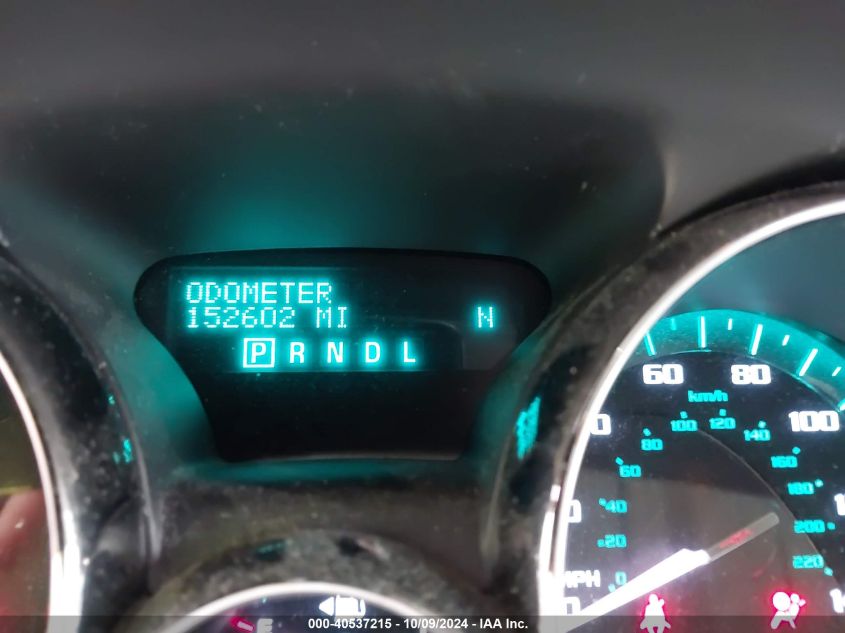 ODOMETER
152602 MI N
P R N D L
60 80 100
km/h
20 40 60 80 100 120 140 160 180 200 220
0
MPH
000-40537215 - 10/09/2024 - IAA Inc.